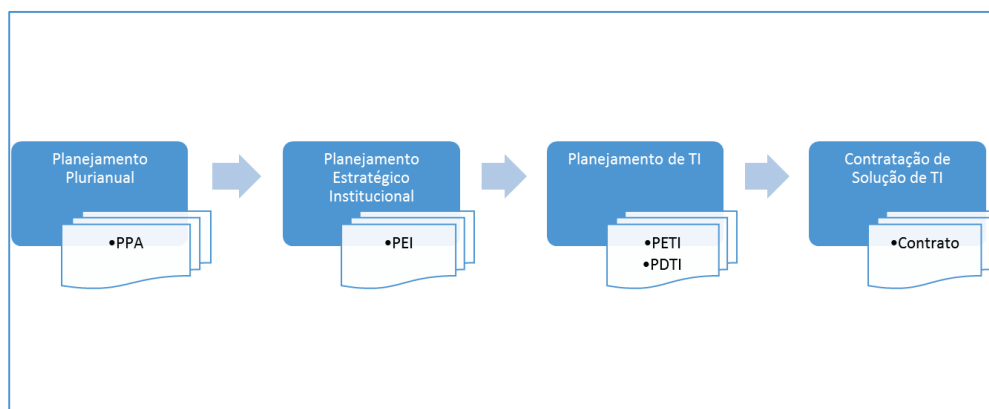 Planejamento
Plurianual
•PPA
Planejamento
Estratégico
Institucional
•PEI
Planejamento de TI
•PETI
•PDTI
Contratação de
Solução de TI
•Contrato